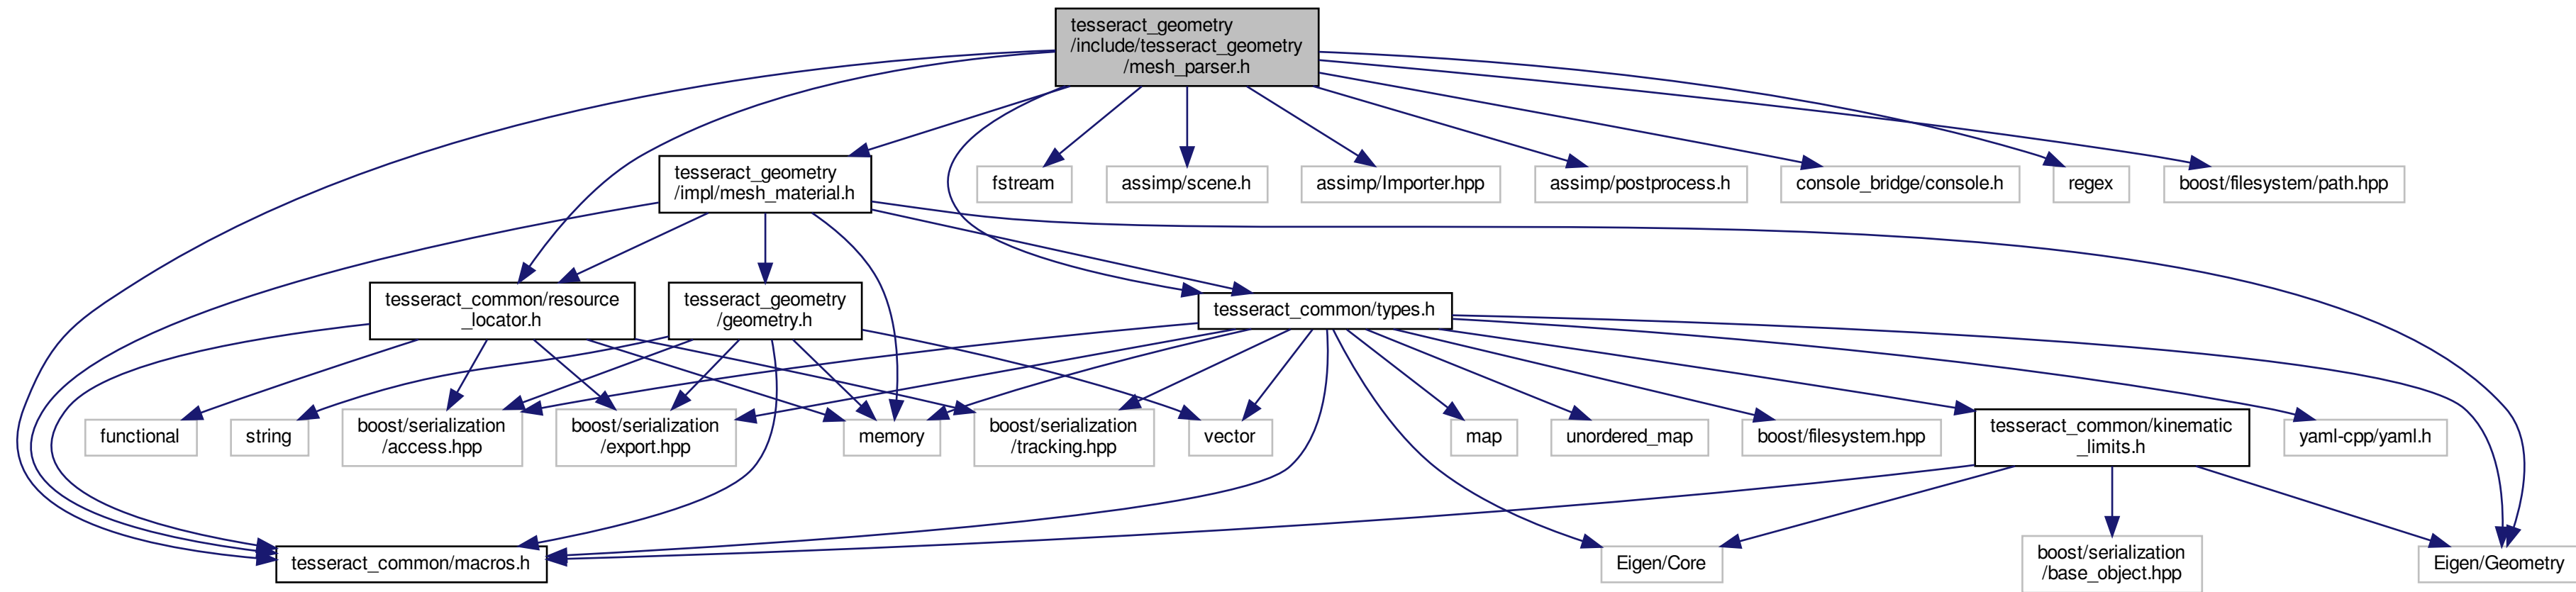 tesseract_geometry
/include/tesseract_geometry
/mesh_parser.h
tesseract_geometry
/impl/mesh_material.h
fstream
assimp/scene.h
assimp/Importer.hpp
assimp/postprocess.h
console_bridge/console.h
regex
boost/filesystem/path.hpp
tesseract_common/resource
_locator.h
tesseract_geometry
/geometry.h
tesseract_common/types.h
functional
string
boost/serialization
/access.hpp
boost/serialization
/export.hpp
memory
boost/serialization
/tracking.hpp
vector
map
unordered_map
boost/filesystem.hpp
tesseract_common/kinematic
_limits.h
yaml-cpp/yaml.h
tesseract_common/macros.h
Eigen/Core
boost/serialization
/base_object.hpp
Eigen/Geometry